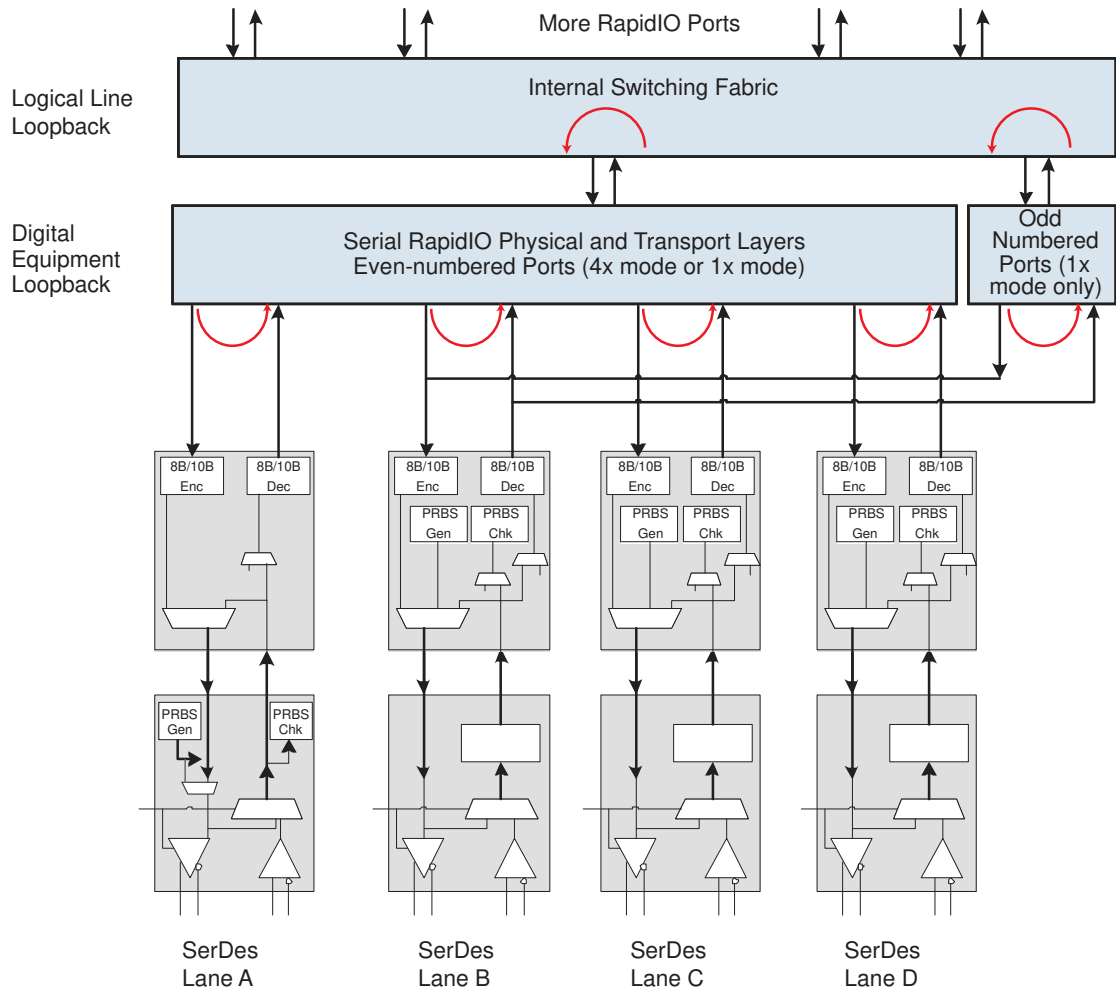 More RapidIO Ports
Logical Line
Loopback
Internal Switching Fabric
Digital
Equipment
Loopback
Serial RapidIO Physical and Transport Layers
Even-numbered Ports (4x mode or 1x mode)
Odd
Numbered
Ports (1x
mode only)
8B/10B
Enc
8B/10B
Dec
8B/10B
Enc
8B/10B
Dec
PRBS
Gen
PRBS
Chk
8B/10B
Enc
8B/10B
Dec
PRBS
Gen
PRBS
Chk
8B/10B
Enc
8B/10B
Dec
PRBS
Gen
PRBS
Chk
PRBS
Gen
PRBS
Chk
SerDes
Lane A
SerDes
Lane B
SerDes
Lane C
SerDes
Lane D